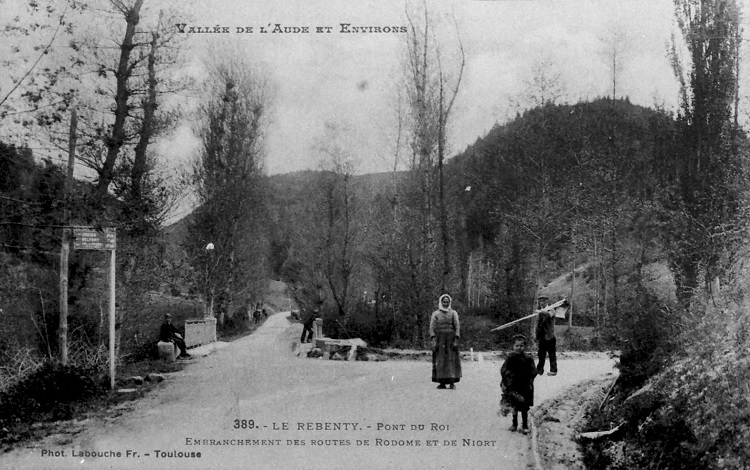 VALLÉE DE L'AUDE ET ENVIRONS
389. - LE REBENTY. - PONT DU ROI
EMBRANCHEMENT DES ROUTES DE RODOME ET DE NIORT
Phot. Labouche Fr. - Toulouse